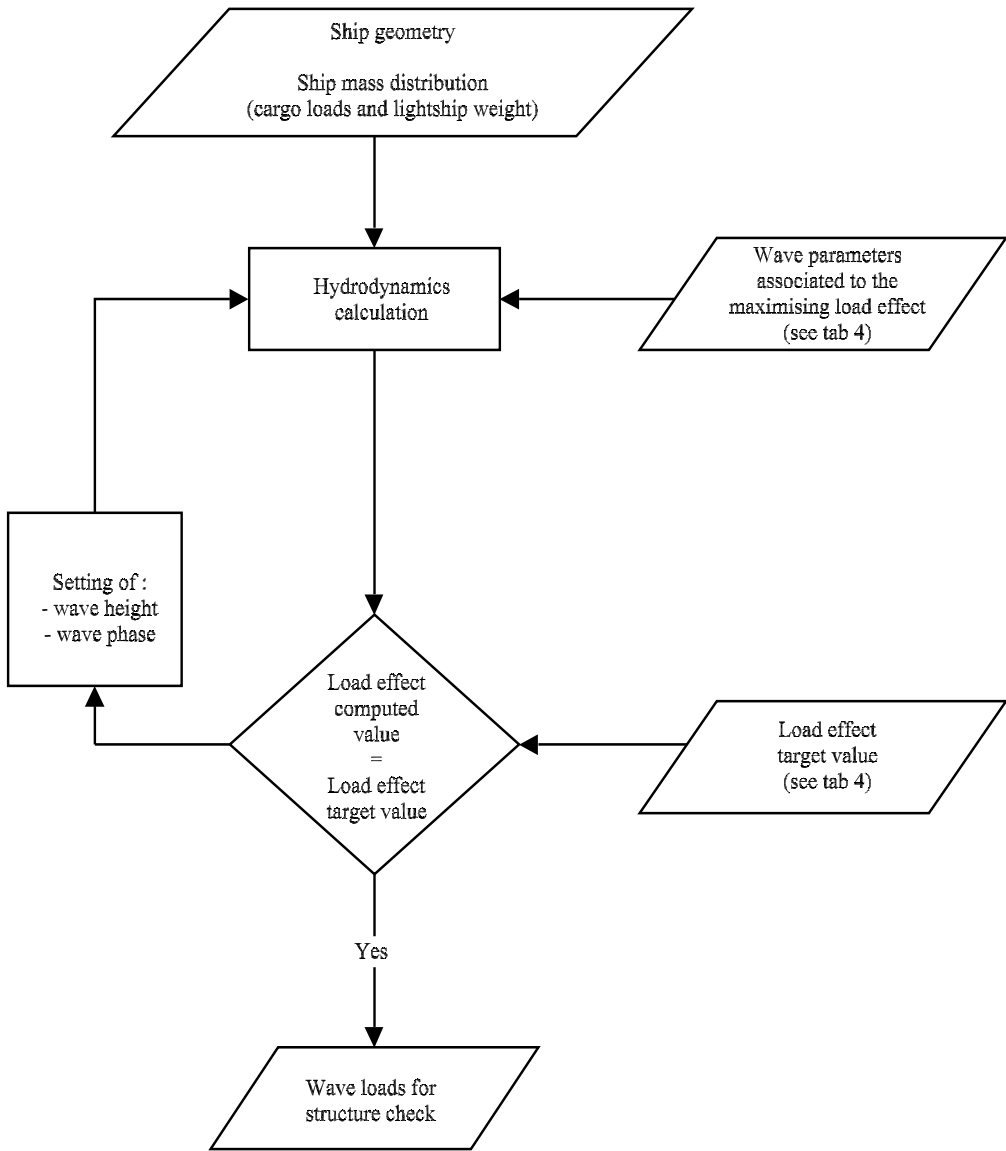 Ship geometry
Ship mass distribution
(cargo loads and lightship weight)
Hydrodynamics
calculation
Wave parameters
associated to the
maximising load effect
(see tab 4)
Setting of :
- wave height
- wave phase
Load effect
computed
value
=
Load effect
target value
Load effect
target value
(see tab 4)
Yes
Wave loads for
structure check